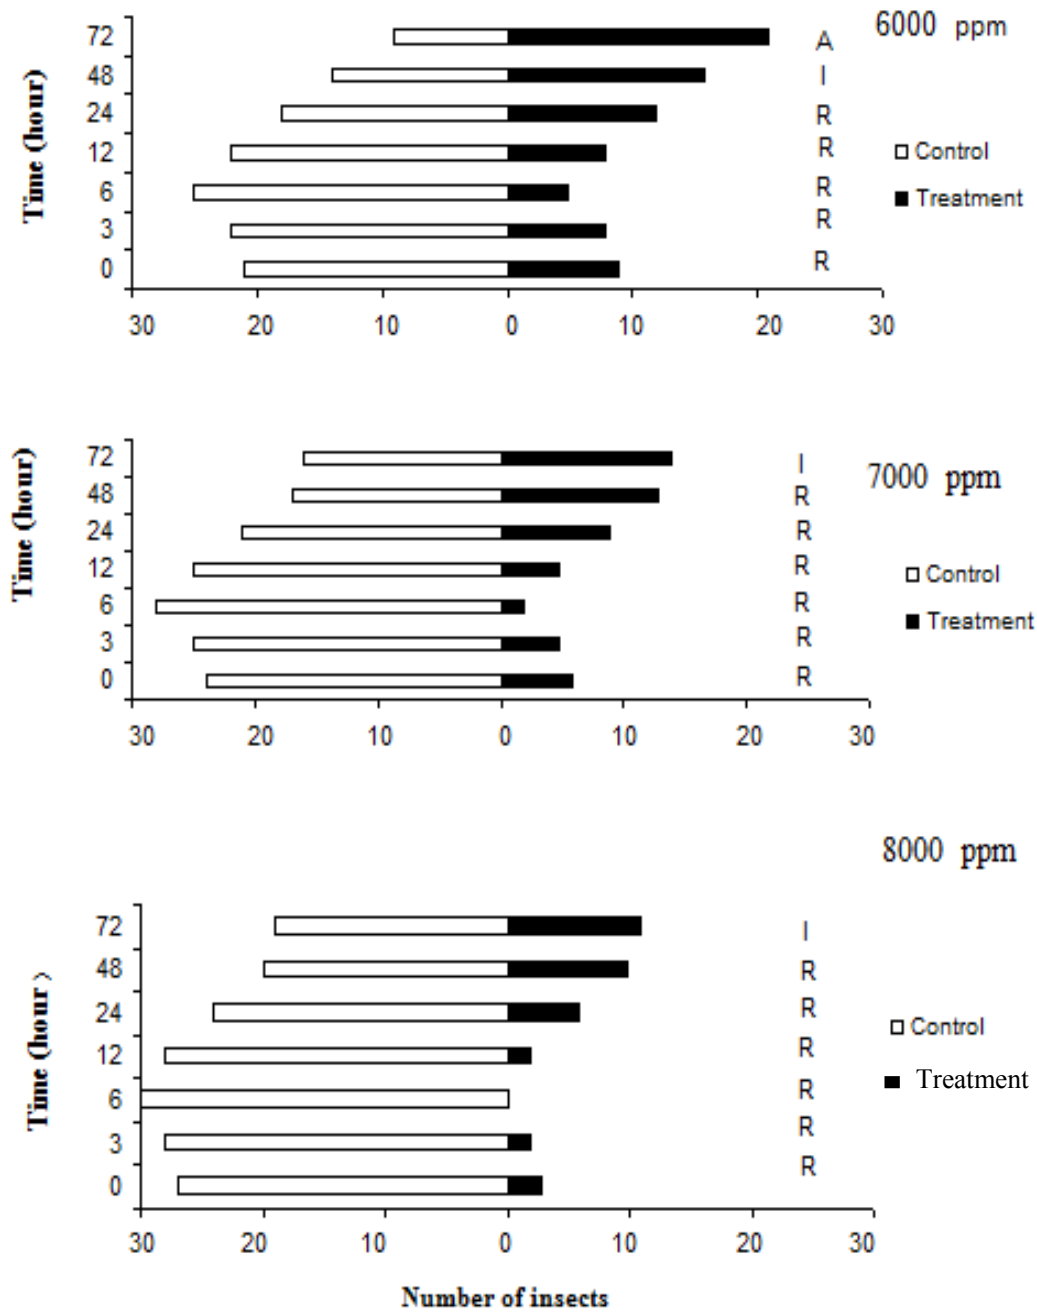 6000 ppm
Time (hour)
72 A
48 I
24 R
12 R
6 R
3 R
0 R
Control
Treatment
30 20 10 0 10 20 30
7000 ppm
Time (hour)
72 I
48 R
24 R
12 R
6 R
3 R
0 R
Control
Treatment
30 20 10 0 10 20 30
8000 ppm
Time (hour)
72 I
48 R
24 R
12 R
6 R
3 R
0 R
Control
Treatment
30 20 10 0 10 20 30
Number of insects